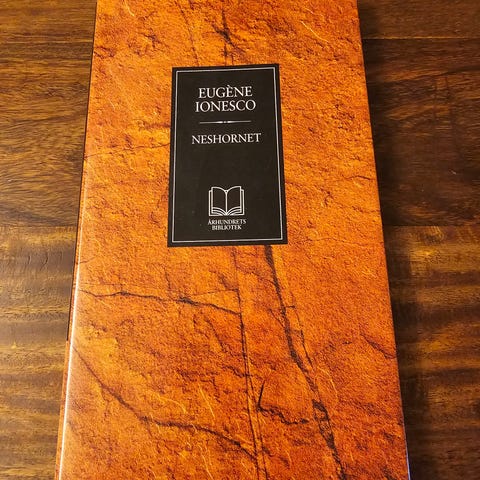 EUGÈNE
IONESCO
NESHORNET
ÅRHUNDRETS
BIBLIOTEK